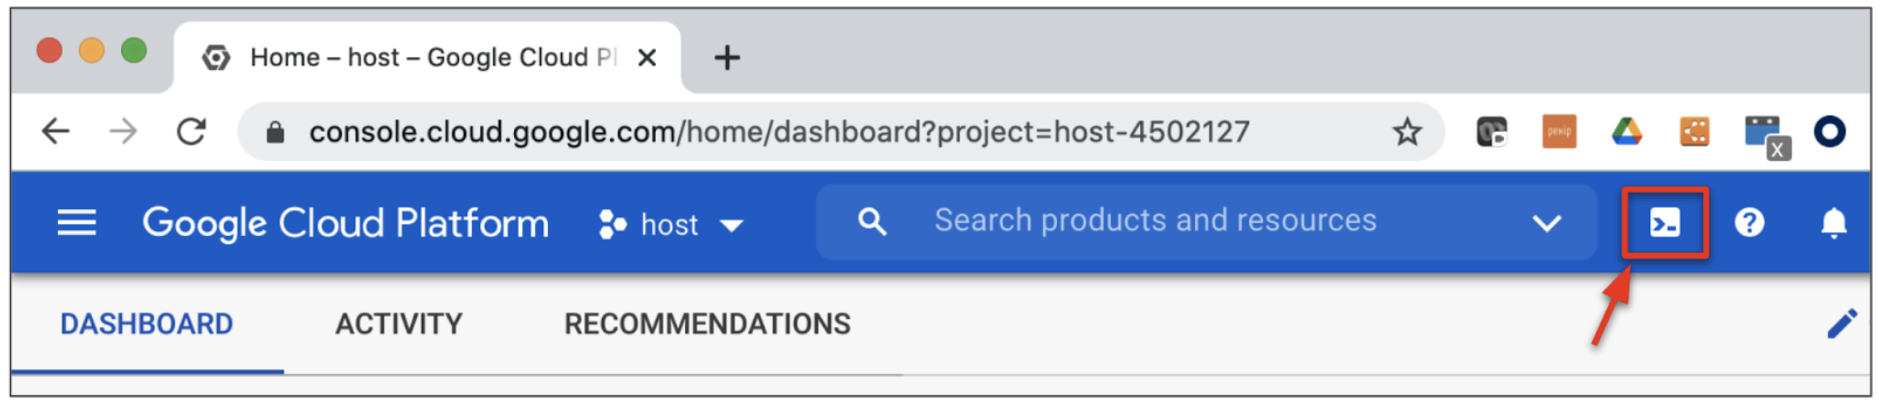 Home – host – Google Cloud Pl
console.cloud.google.com/home/dashboard?project=host-4502127
pexip
X
Google Cloud Platform host Search products and resources
DASHBOARD ACTIVITY RECOMMENDATIONS